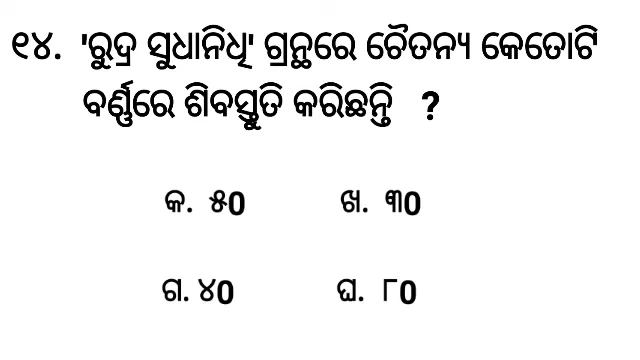 ୧୪. 'ରୁଦ୍ର ସୁଧାନିଧି' ଗ୍ରନ୍ଥରେ ଚୈତନ୍ୟ କେତୋଟି
ବର୍ଣ୍ଣରେ ଶିବସ୍ତୁତି କରିଛନ୍ତି ?
କ. ୫0 ଖ. ୩0
ଗ. ୪0 ଘ. ୮0